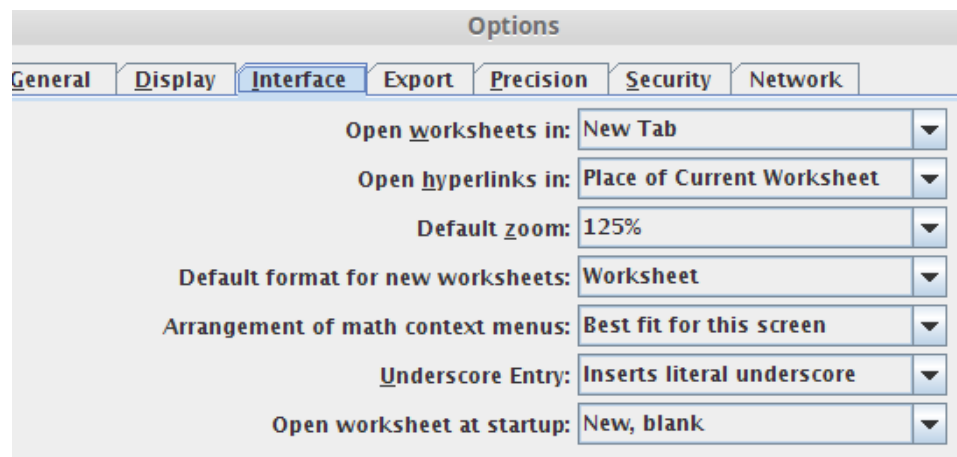 Options
General Display Interface Export Precision Security Network
Open worksheets in: New Tab
Open hyperlinks in: Place of Current Worksheet
Default zoom: 125%
Default format for new worksheets: Worksheet
Arrangement of math context menus: Best fit for this screen
Underscore Entry: Inserts literal underscore
Open worksheet at startup: New, blank